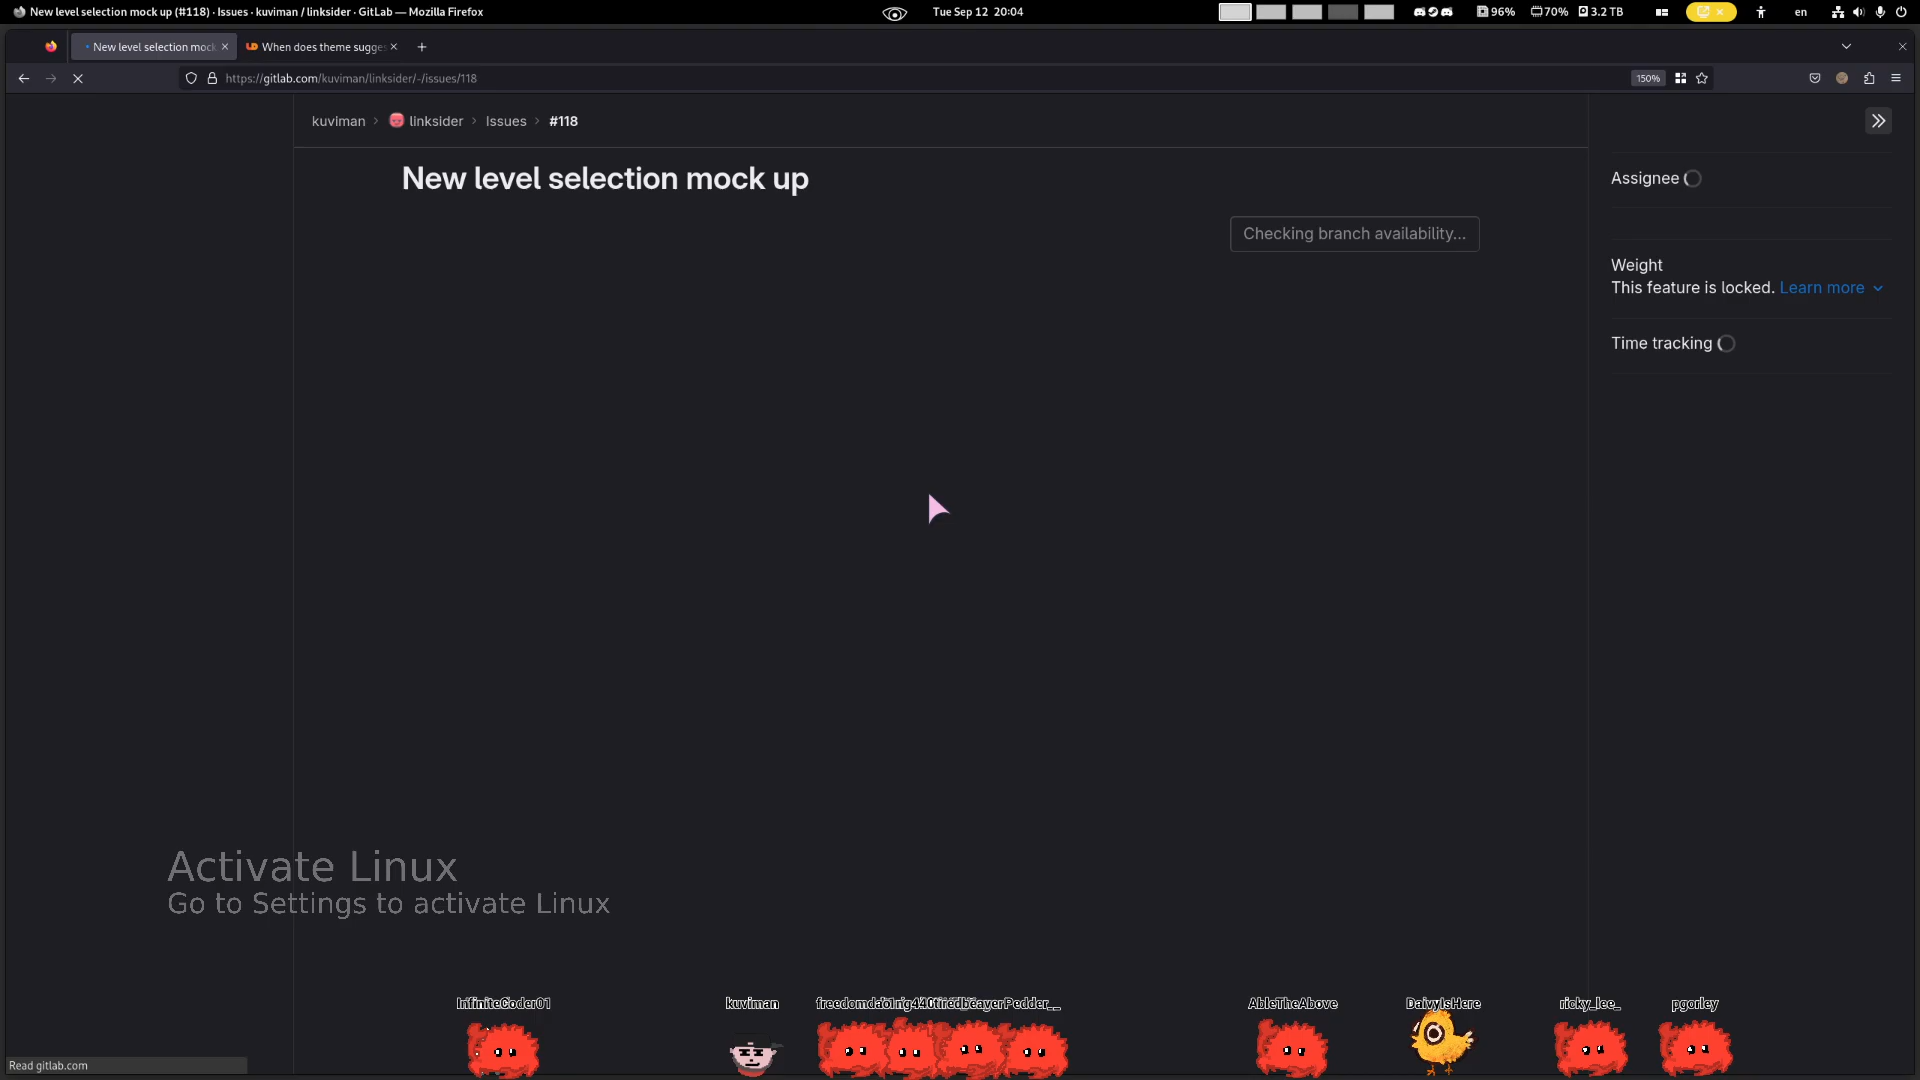 New level selection mock up (#118) · Issues · kuviman / linksider · GitLab — Mozilla Firefox
Tue Sep 12 20:04
96%
70%
3.2 TB
en
New level selection mock
When does theme sugge
https://gitlab.com/kuviman/linksider/-/issues/118
150%
kuviman
linksider
Issues
#118
New level selection mock up
Checking branch availability...
Assignee
Weight
This feature is locked. Learn more
Time tracking
Activate Linux
Go to Settings to activate Linux
InfiniteCoder01
kuviman
Pedder__
AbleTheAbove
DaivyIsHere
ricky_lee_
pgorley
Read gitlab.com